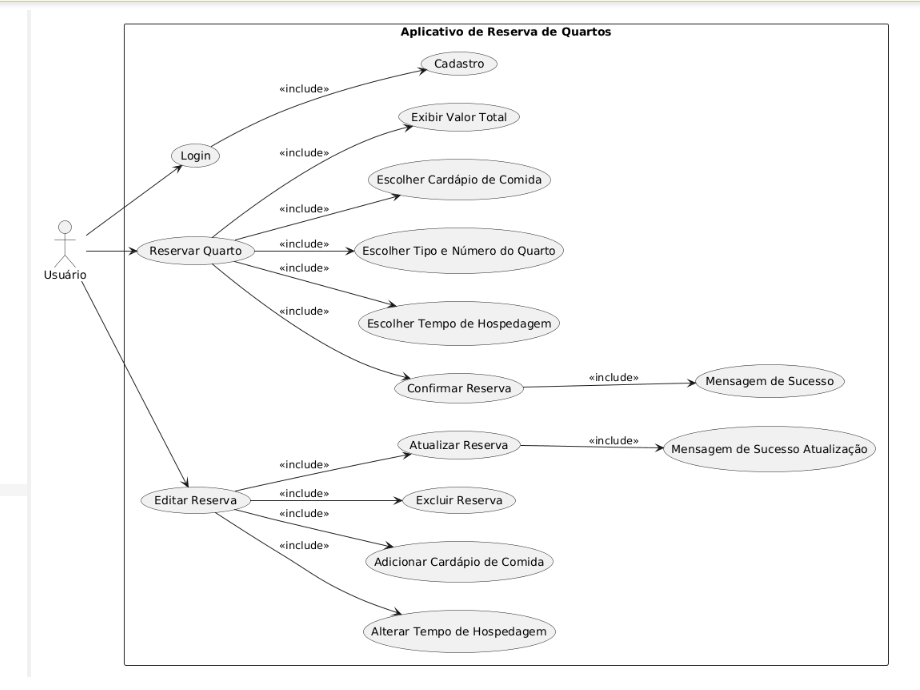 Aplicativo de Reserva de Quartos
Cadastro
«include»
Exibir Valor Total
«include»
Login
Escolher Cardápio de Comida
«include»
Usuário
Reservar Quarto
«include»
Escolher Tipo e Número do Quarto
«include»
Escolher Tempo de Hospedagem
«include»
Confirmar Reserva
«include»
Mensagem de Sucesso
Atualizar Reserva
«include»
Mensagem de Sucesso Atualização
«include»
Editar Reserva
«include»
Excluir Reserva
«include»
Adicionar Cardápio de Comida
«include»
Alterar Tempo de Hospedagem